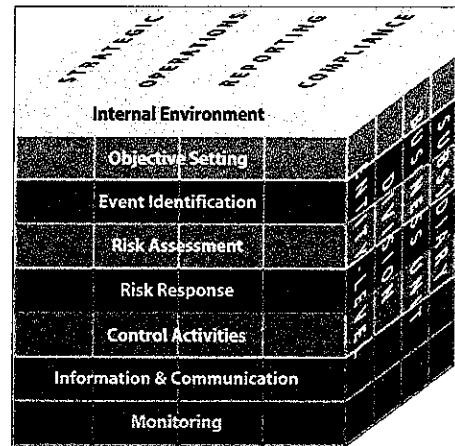 STRATEGIC
OPERATIONS
REPORTING
COMPLIANCE
Internal Environment
Objective Setting
Event Identification
Risk Assessment
Risk Response
Control Activities
Information & Communication
Monitoring
ENTITY-LEVEL
DIVISION
BUSINESS UNIT
SUBSIDIARY